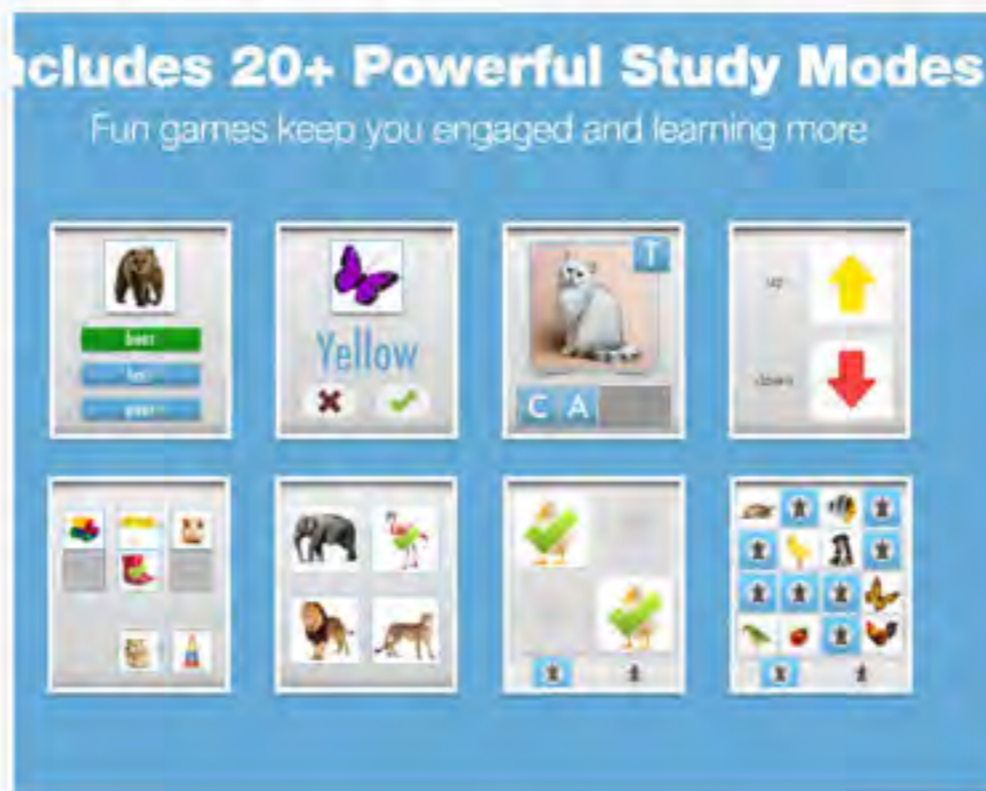 ncludes 20+ Powerful Study Modes
Fun games keep you engaged and learning more
T
Yellow
C A
up
down